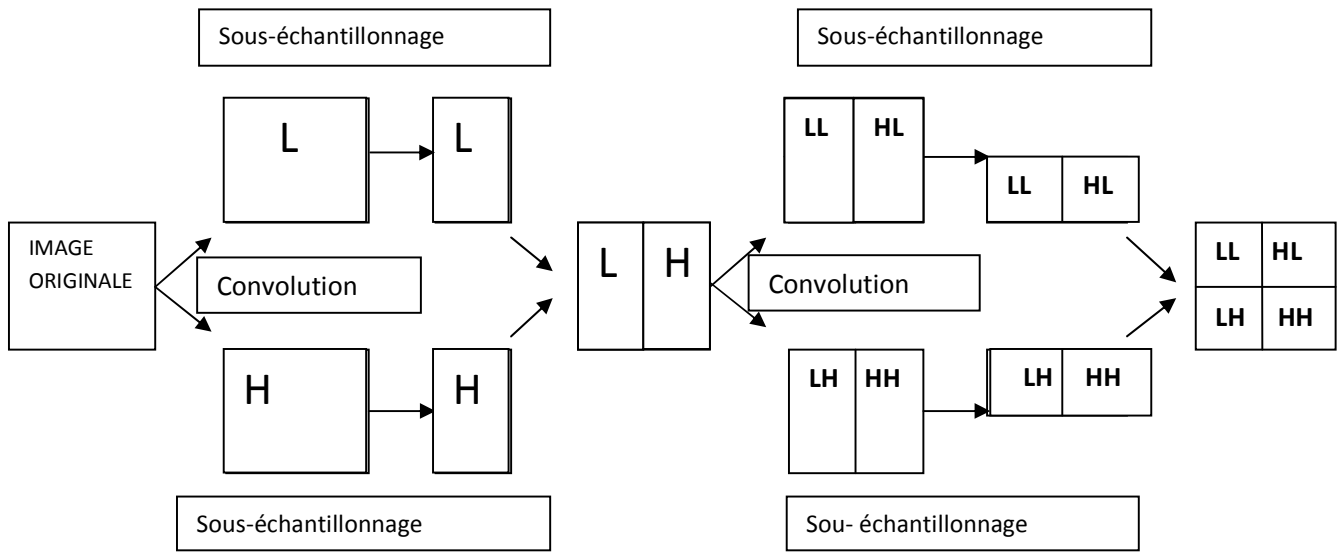 Sous-échantillonnage
Sous-échantillonnage
L
L
LL HL
LL HL
IMAGE
ORIGINALE
Convolution
L H
Convolution
LL HL
LH HH
H
H
LH HH
LH HH
Sous-échantillonnage
Sou- échantillonnage